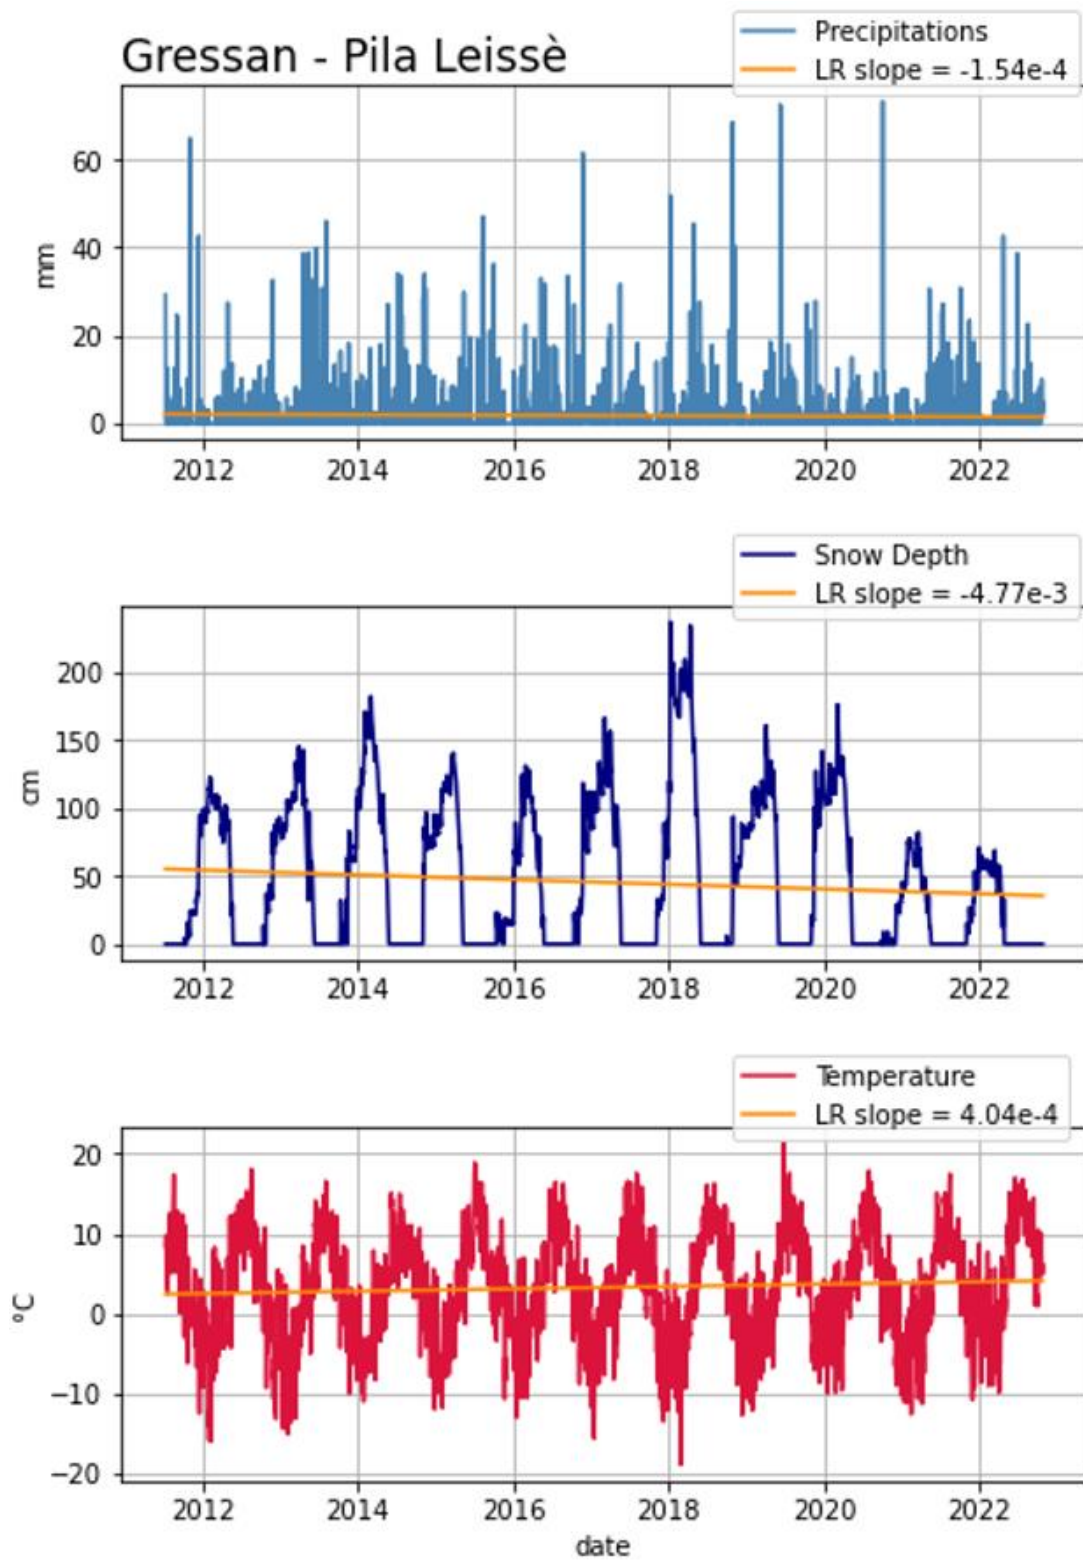 Gressan - Pila Leissè
Precipitations
LR slope = -1.54e-4
60
40
20
0
mm
2012 2014 2016 2018 2020 2022
Snow Depth
LR slope = -4.77e-3
200
150
100
50
0
cm
2012 2014 2016 2018 2020 2022
Temperature
LR slope = 4.04e-4
20
10
0
−10
−20
ºC
2012 2014 2016 2018 2020 2022
date